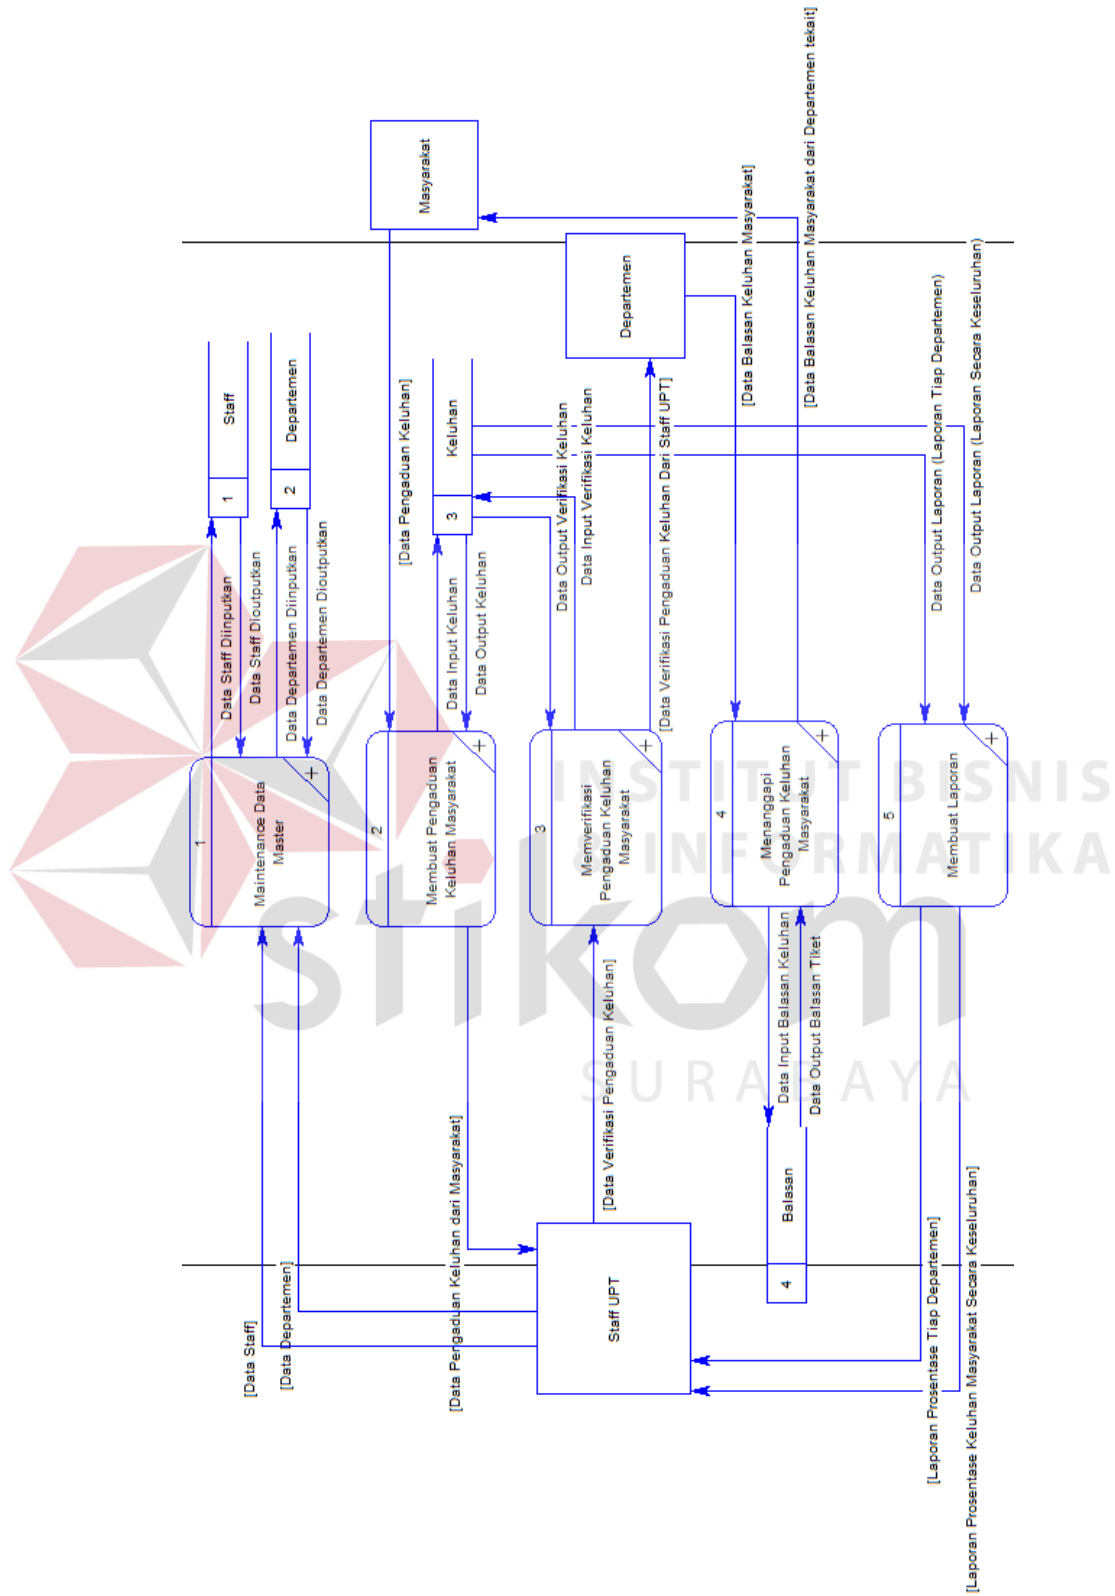 [Data Staff]
[Data Departemen]
1
Maintenance Data
Master
+
Data Staff Diinputkan
Data Staff Dioutputkan
Data Departemen Diinputkan
Data Departemen Dioutputkan
1
Staff
2
Departemen
[Data Pengaduan Keluhan dari Masyarakat]
2
Membuat Pengaduan
Keluhan Masyarakat
+
[Data Pengaduan Keluhan]
Masyarakat
Data Input Keluhan
Data Output Keluhan
3
Keluhan
Staff UPT
[Data Verifikasi Pengaduan Keluhan]
3
Memverifikasi
Pengaduan Keluhan
Masyarakat
+
Data Output Verifikasi Keluhan
Data Input Verifikasi Keluhan
[Data Verifikasi Pengaduan Keluhan Dari Staff UPT]
Departemen
4
Balasan
Data Input Balasan Keluhan
Data Output Balasan Tiket
4
Menanggapi
Pengaduan Keluhan
Masyarakat
+
[Data Balasan Keluhan Masyarakat]
[Data Balasan Keluhan Masyarakat dari Departemen tekait]
[Laporan Prosentase Tiap Departemen]
[Laporan Prosentase Keluhan Masyarakat Secara Keseluruhan]
5
Membuat Laporan
+
Data Output Laporan (Laporan Tiap Departemen)
Data Output Laporan (Laporan Secara Keseluruhan)
INSTITUT BISNIS
& INFORMATIKA
stikom
SURABAYA